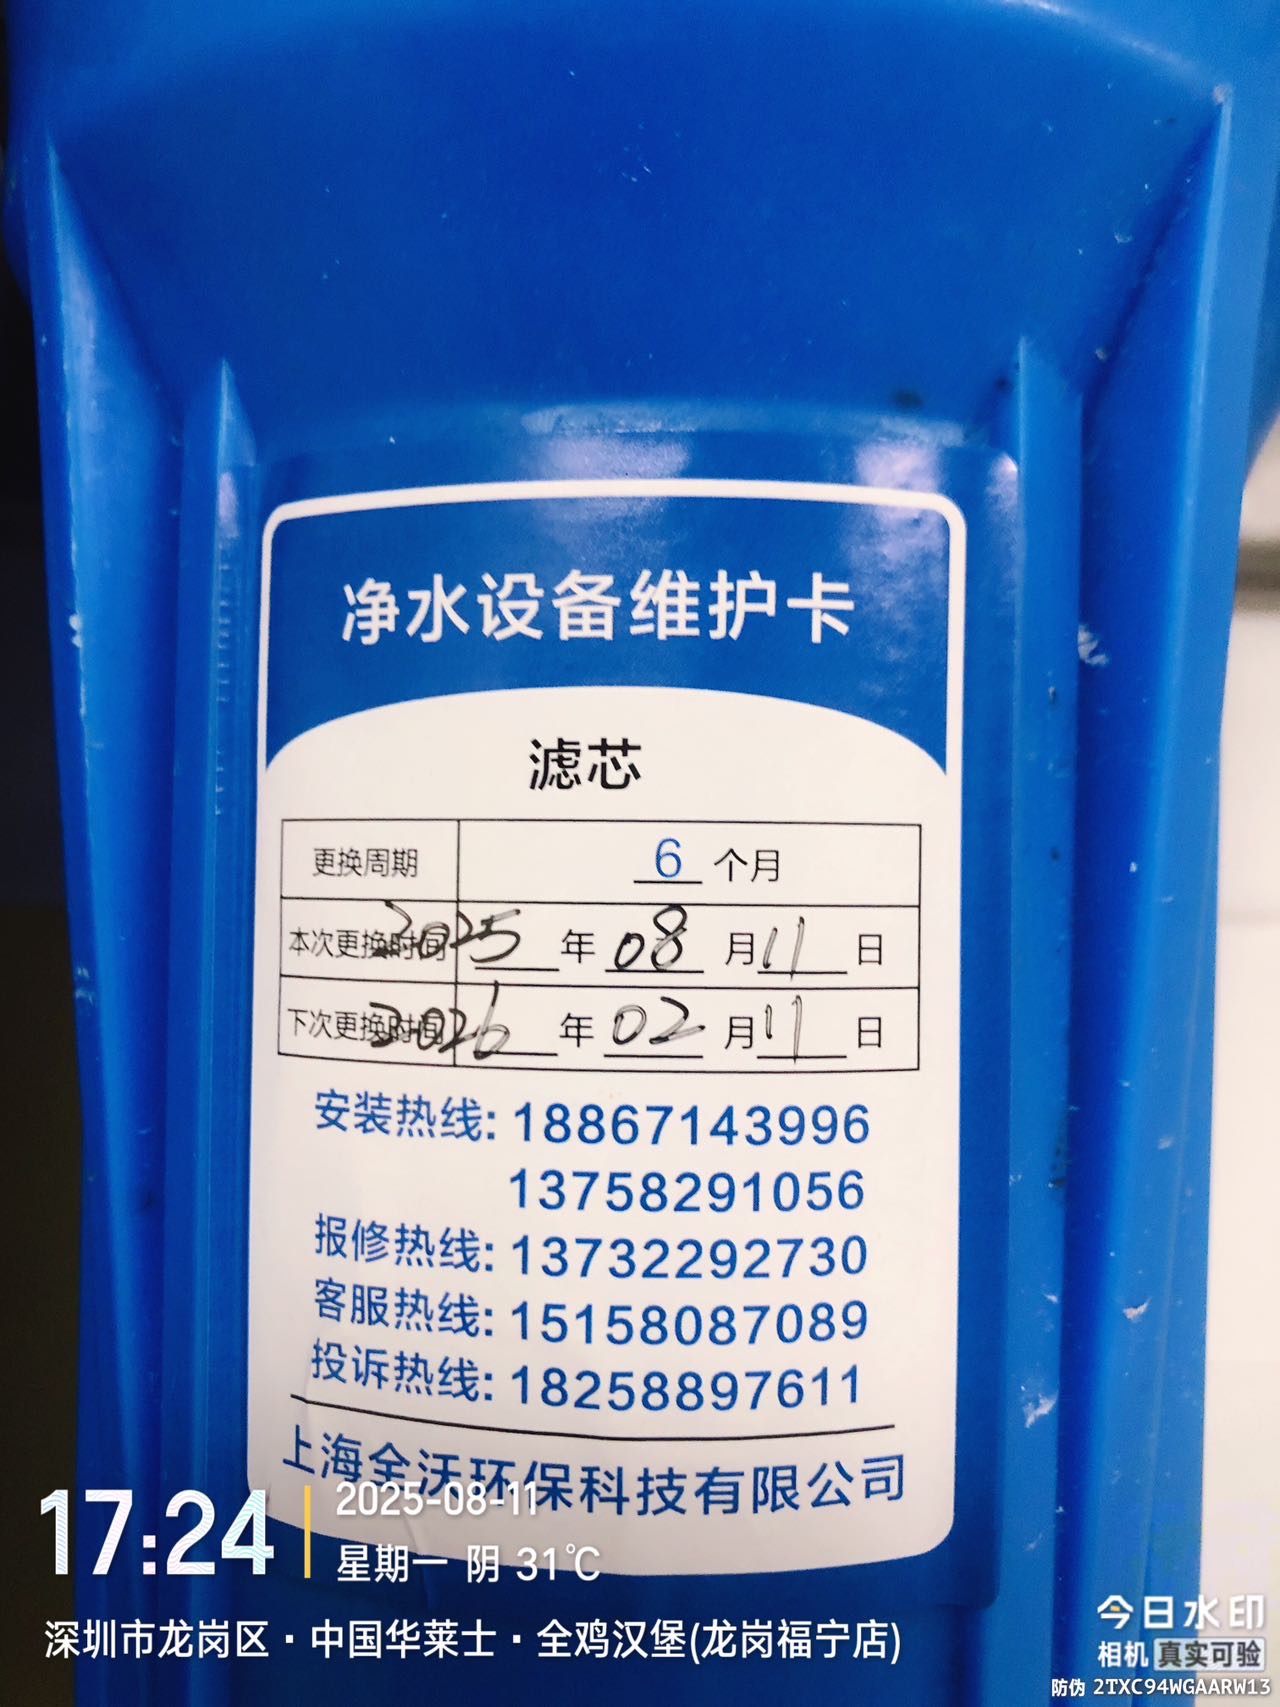 净水设备维护卡
滤芯
更换周期 6 个月
本次更换时间 2025 年 08 月 11 日
下次更换时间 2026 年 02 月 11 日
安装热线: 18867143996
13758291056
报修热线: 13732292730
客服热线: 15158087089
投诉热线: 18258897611
上海全沃环保科技有限公司
17:24
2025-08-11
星期一 阴 31℃
深圳市龙岗区·中国华莱士·全鸡汉堡(龙岗福宁店)
今日水印
相机 真实可验
防伪 2TXC94WGAARW13